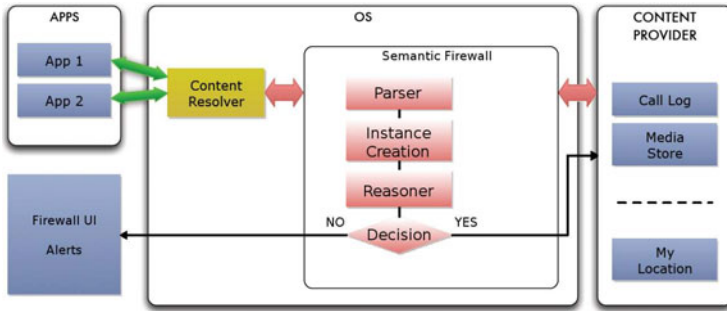 APPS
App 1
App 2
OS
Content
Resolver
Semantic Firewall
Parser
Instance
Creation
Reasoner
NO
Decision
YES
CONTENT
PROVIDER
Call Log
Media
Store
My
Location
Firewall UI
Alerts